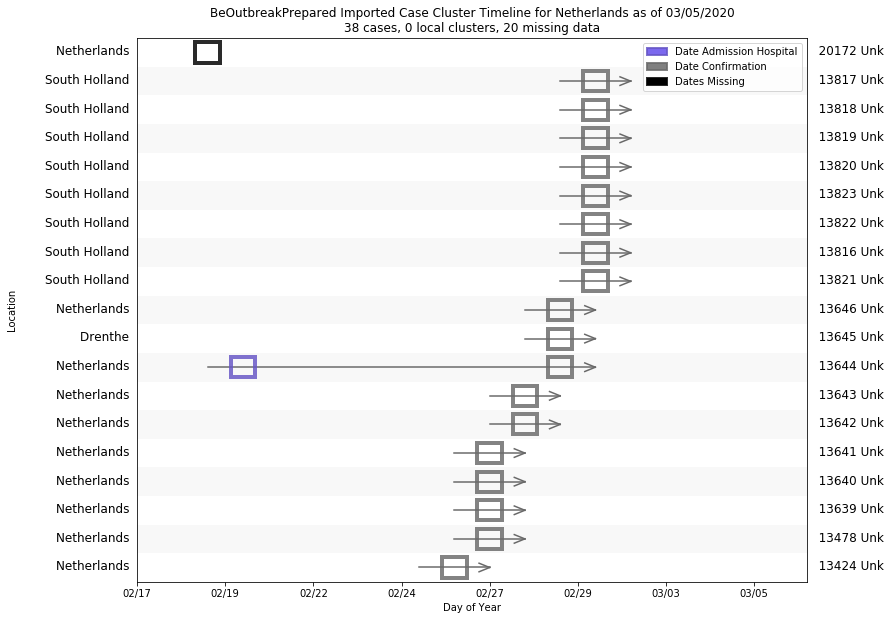 BeOutbreakPrepared Imported Case Cluster Timeline for Netherlands as of 03/05/2020
38 cases, 0 local clusters, 20 missing data
Netherlands 20172 Unk
South Holland 13817 Unk
South Holland 13818 Unk
South Holland 13819 Unk
South Holland 13820 Unk
South Holland 13823 Unk
South Holland 13822 Unk
South Holland 13816 Unk
South Holland 13821 Unk
Netherlands 13646 Unk
Drenthe 13645 Unk
Netherlands 13644 Unk
Netherlands 13643 Unk
Netherlands 13642 Unk
Netherlands 13641 Unk
Netherlands 13640 Unk
Netherlands 13639 Unk
Netherlands 13478 Unk
Netherlands 13424 Unk
Date Admission Hospital
Date Confirmation
Dates Missing
Location
02/17 02/19 02/22 02/24 02/27 02/29 03/03 03/05
Day of Year